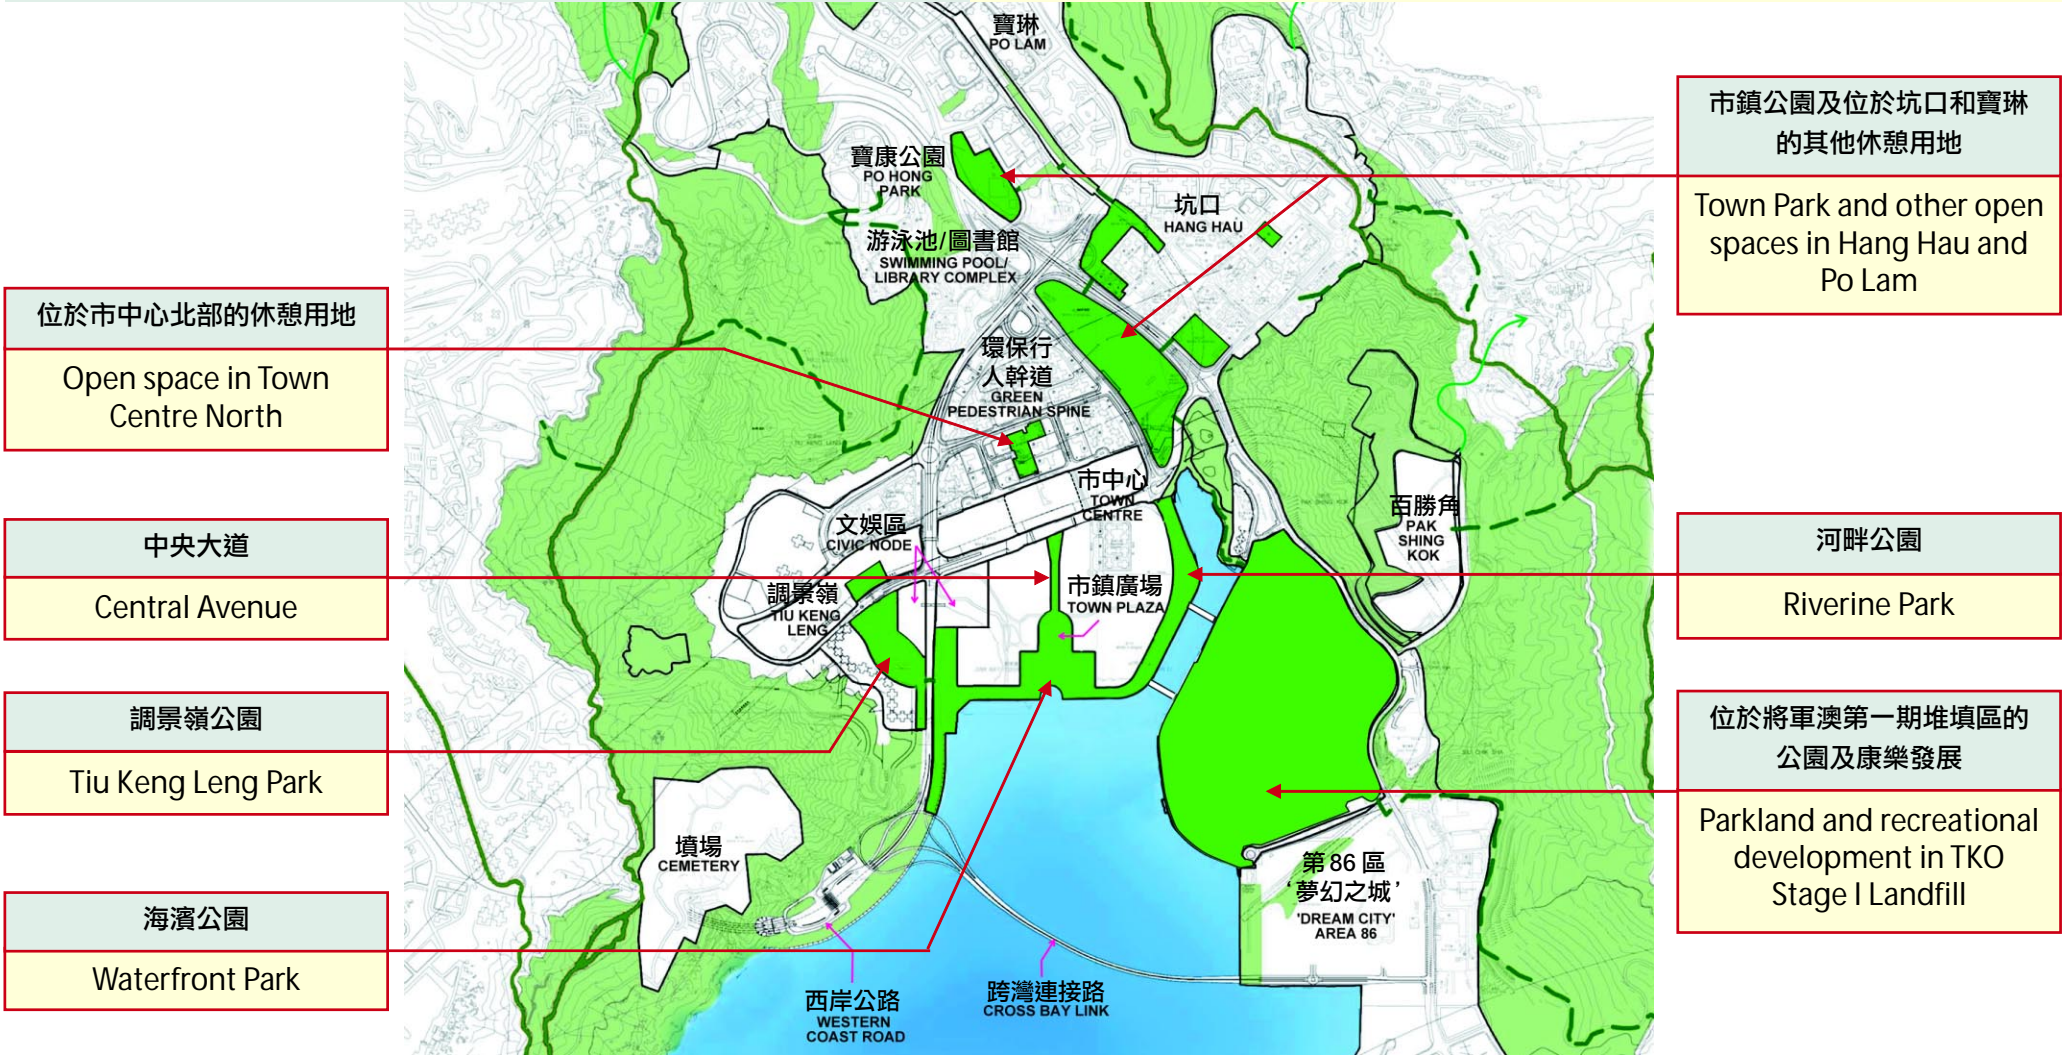 寶琳
PO LAM
寶康公園
PO HONG
PARK
坑口
HANG HAU
游泳池/圖書館
SWIMMING POOL/
LIBRARY COMPLEX
環保行
人幹道
GREEN
PEDESTRIAN SPINE
市中心
TOWN
CENTRE
文娛區
CIVIC NODE
百勝角
PAK
SHING
KOK
調景嶺
TIU KENG
LENG
市鎮廣場
TOWN PLAZA
墳場
CEMETERY
第 86 區
‘夢幻之城’
'DREAM CITY'
AREA 86
西岸公路
WESTERN
COAST ROAD
跨灣連接路
CROSS BAY LINK
位於市中心北部的休憩用地
Open space in Town
Centre North
中央大道
Central Avenue
調景嶺公園
Tiu Keng Leng Park
海濱公園
Waterfront Park
市鎮公園及位於坑口和寶琳
的其他休憩用地
Town Park and other open
spaces in Hang Hau and
Po Lam
河畔公園
Riverine Park
位於將軍澳第一期堆填區的
公園及康樂發展
Parkland and recreational
development in TKO
Stage I Landfill